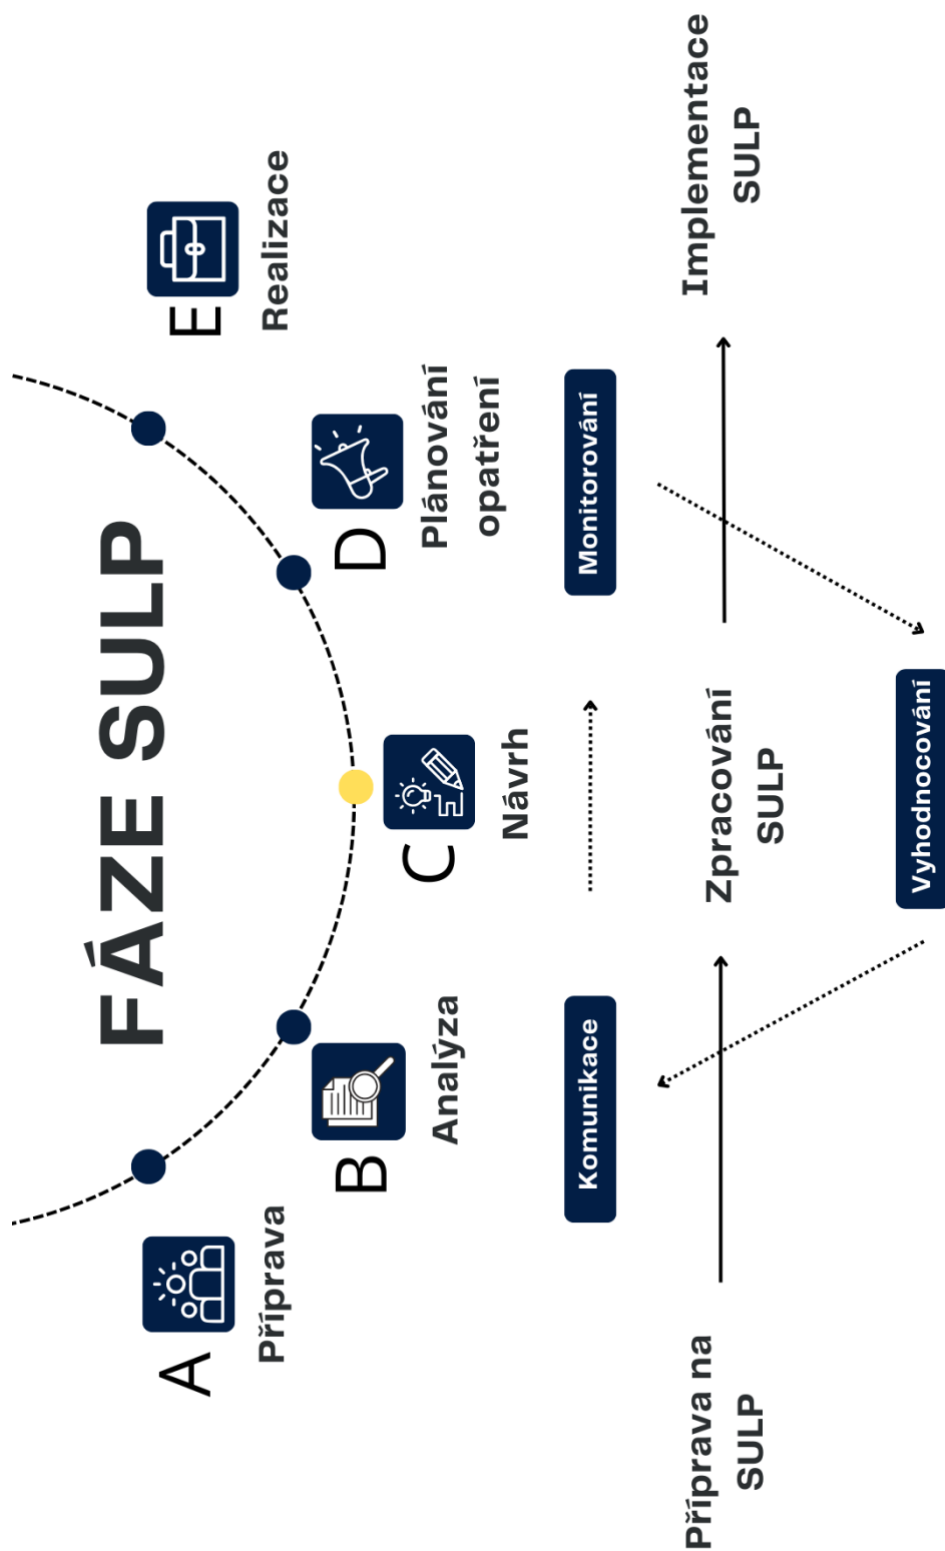 FÁZE SULP
A
Příprava
B
Analýza
C
Návrh
D
Plánování
opatření
E
Realizace
Komunikace
Monitorování
Příprava na
SULP
Zpracování
SULP
Implementace
SULP
Vyhodnocování